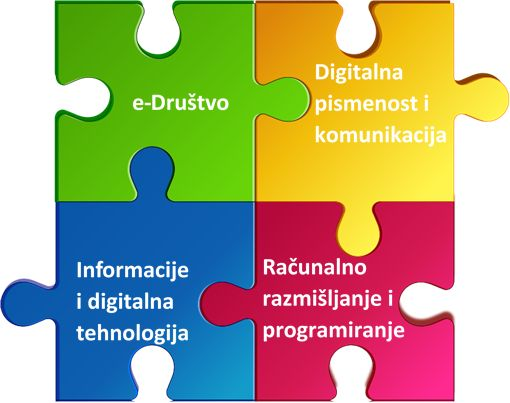 e-Društvo
Digitalna
pismenost i
komunikacija
Informacije
i digitalna
tehnologija
Računalno
razmišljanje i
programiranje